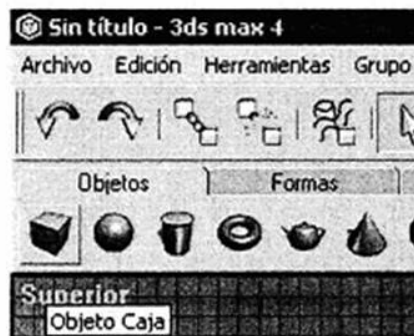 Sin título - 3ds max 4
Archivo Edición Herramientas Grupo
Objetos Formas
Superior
Objeto Caja